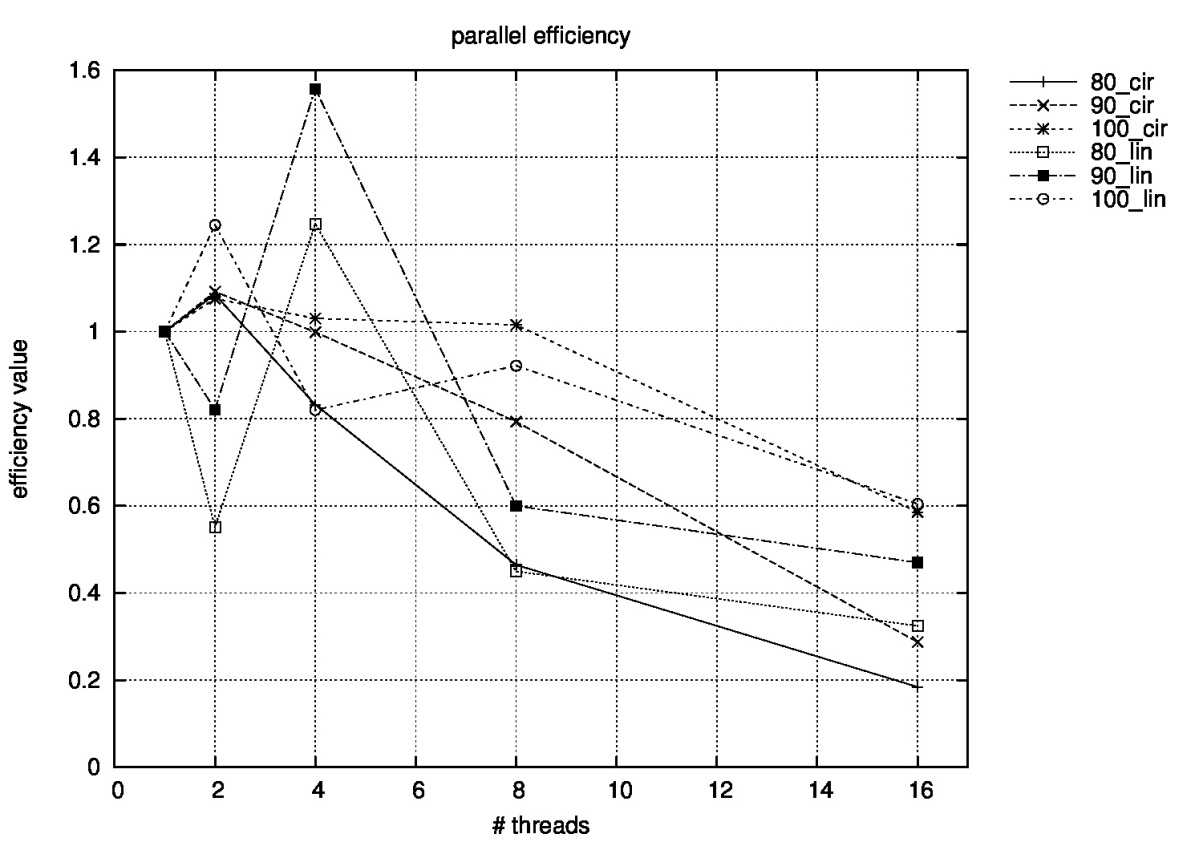 parallel efficiency
1.6
1.4
1.2
1
0.8
0.6
0.4
0.2
0
efficiency value
0 2 4 6 8 10 12 14 16
# threads
80_cir
90_cir
100_cir
80_lin
90_lin
100_lin